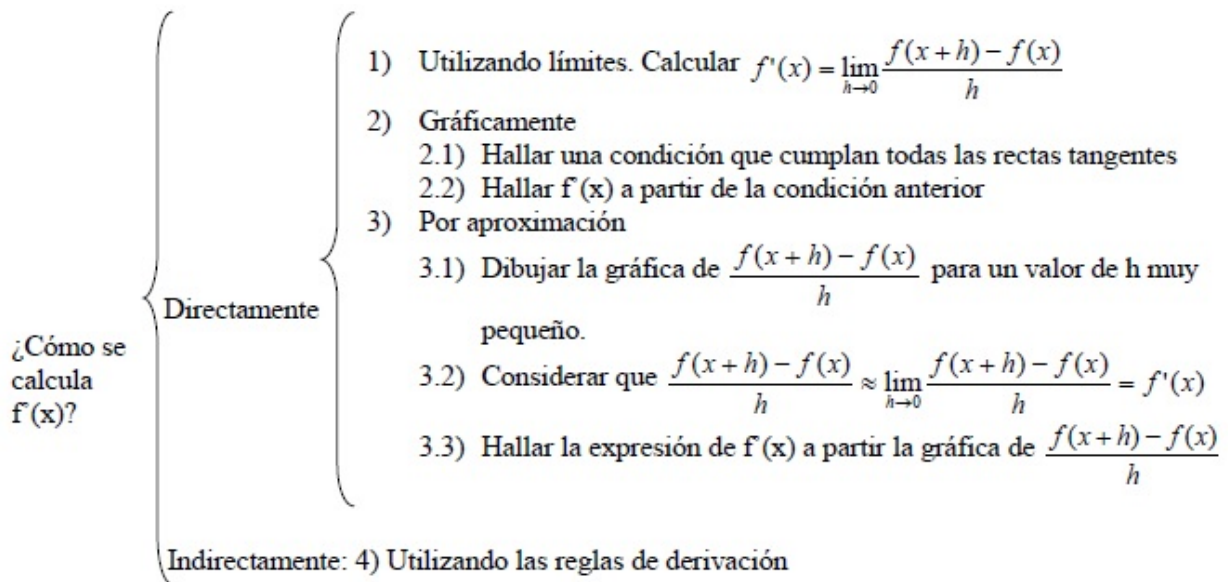 1) Utilizando límites. Calcular f'(x) = lim h→0 f(x+h) − f(x) / h
2) Gráficamente
2.1) Hallar una condición que cumplan todas las rectas tangentes
2.2) Hallar f'(x) a partir de la condición anterior
3) Por aproximación
3.1) Dibujar la gráfica de f(x+h) − f(x) / h para un valor de h muy
pequeño.
3.2) Considerar que f(x+h) − f(x) / h ≈ lim h→0 f(x+h) − f(x) / h = f'(x)
3.3) Hallar la expresión de f'(x) a partir la gráfica de f(x+h) − f(x) / h
Directamente
¿Cómo se
calcula
f'(x)?
Indirectamente: 4) Utilizando las reglas de derivación